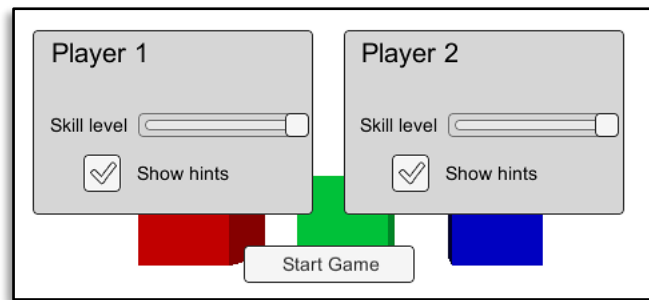 Player 1
Skill level
Show hints
Player 2
Skill level
Show hints
Start Game